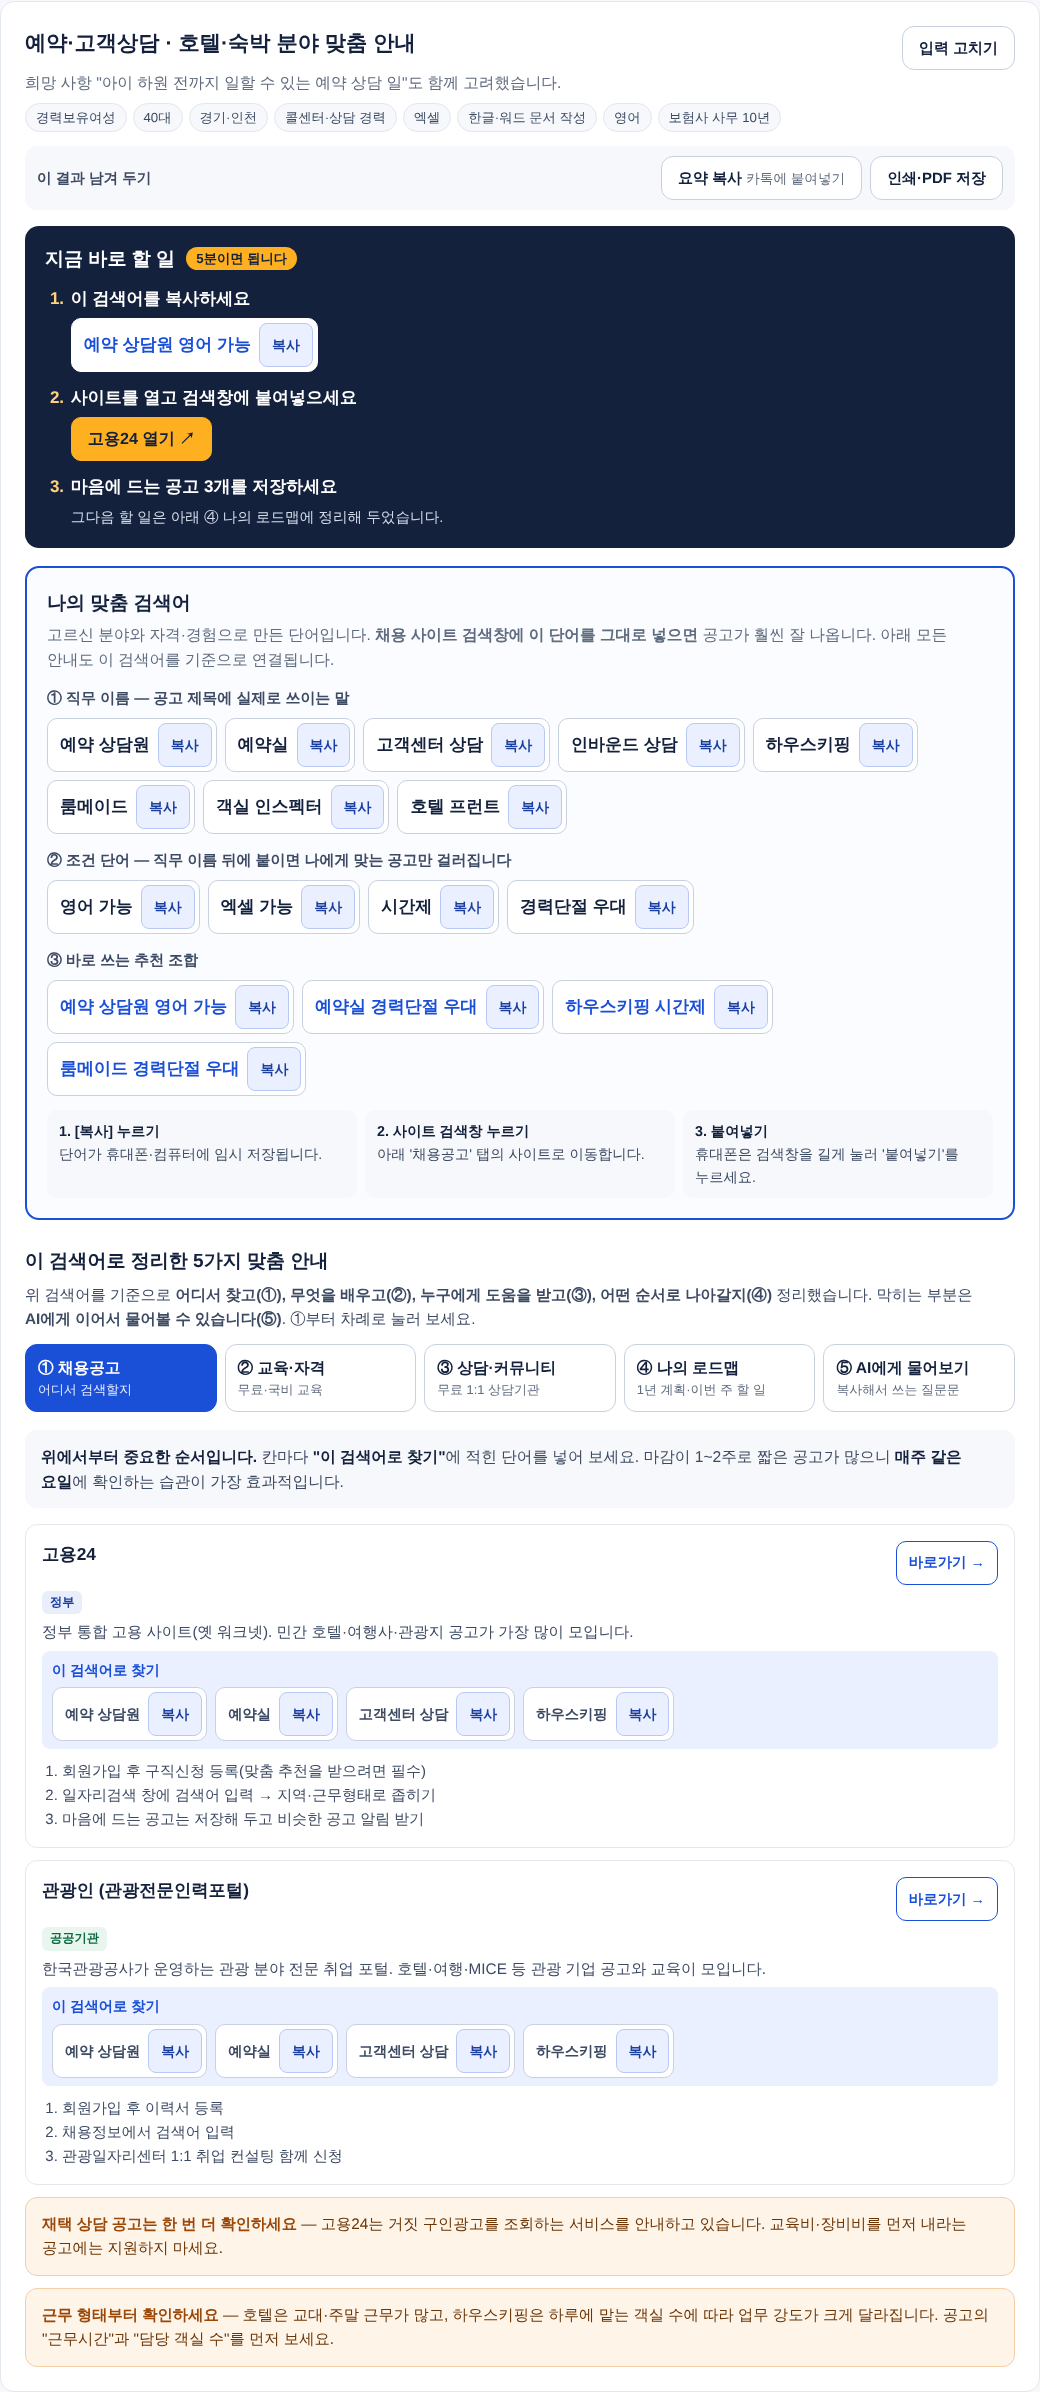 예약·고객상담 · 호텔·숙박 분야 맞춤 안내
입력 고치기
희망 사항 "아이 하원 전까지 일할 수 있는 예약 상담 일"도 함께 고려했습니다.
경력보유여성 40대 경기·인천 콜센터·상담 경력 엑셀 한글·워드 문서 작성 영어 보험사 사무 10년
이 결과 남겨 두기
요약 복사 카톡에 붙여넣기
인쇄·PDF 저장
지금 바로 할 일 5분이면 됩니다
1. 이 검색어를 복사하세요
예약 상담원 영어 가능 복사
2. 사이트를 열고 검색창에 붙여넣으세요
고용24 열기 ↗
3. 마음에 드는 공고 3개를 저장하세요
그다음 할 일은 아래 ④ 나의 로드맵에 정리해 두었습니다.
나의 맞춤 검색어
고르신 분야와 자격·경험으로 만든 단어입니다. 채용 사이트 검색창에 이 단어를 그대로 넣으면 공고가 훨씬 잘 나옵니다. 아래 모든
안내도 이 검색어를 기준으로 연결됩니다.
① 직무 이름 — 공고 제목에 실제로 쓰이는 말
예약 상담원 복사 예약실 복사 고객센터 상담 복사 인바운드 상담 복사 하우스키핑 복사
룸메이드 복사 객실 인스펙터 복사 호텔 프런트 복사
② 조건 단어 — 직무 이름 뒤에 붙이면 나에게 맞는 공고만 걸러집니다
영어 가능 복사 엑셀 가능 복사 시간제 복사 경력단절 우대 복사
③ 바로 쓰는 추천 조합
예약 상담원 영어 가능 복사 예약실 경력단절 우대 복사 하우스키핑 시간제 복사
룸메이드 경력단절 우대 복사
1. [복사] 누르기
단어가 휴대폰·컴퓨터에 임시 저장됩니다.
2. 사이트 검색창 누르기
아래 '채용공고' 탭의 사이트로 이동합니다.
3. 붙여넣기
휴대폰은 검색창을 길게 눌러 '붙여넣기'를
누르세요.
이 검색어로 정리한 5가지 맞춤 안내
위 검색어를 기준으로 어디서 찾고(①), 무엇을 배우고(②), 누구에게 도움을 받고(③), 어떤 순서로 나아갈지(④) 정리했습니다. 막히는 부분은
AI에게 이어서 물어볼 수 있습니다(⑤). ①부터 차례로 눌러 보세요.
① 채용공고
어디서 검색할지
② 교육·자격
무료·국비 교육
③ 상담·커뮤니티
무료 1:1 상담기관
④ 나의 로드맵
1년 계획·이번 주 할 일
⑤ AI에게 물어보기
복사해서 쓰는 질문문
위에서부터 중요한 순서입니다. 칸마다 "이 검색어로 찾기"에 적힌 단어를 넣어 보세요. 마감이 1~2주로 짧은 공고가 많으니 매주 같은
요일에 확인하는 습관이 가장 효과적입니다.
고용24
바로가기 →
정부
정부 통합 고용 사이트(옛 워크넷). 민간 호텔·여행사·관광지 공고가 가장 많이 모입니다.
이 검색어로 찾기
예약 상담원 복사 예약실 복사 고객센터 상담 복사 하우스키핑 복사
1. 회원가입 후 구직신청 등록(맞춤 추천을 받으려면 필수)
2. 일자리검색 창에 검색어 입력 → 지역·근무형태로 좁히기
3. 마음에 드는 공고는 저장해 두고 비슷한 공고 알림 받기
관광인 (관광전문인력포털)
바로가기 →
공공기관
한국관광공사가 운영하는 관광 분야 전문 취업 포털. 호텔·여행·MICE 등 관광 기업 공고와 교육이 모입니다.
이 검색어로 찾기
예약 상담원 복사 예약실 복사 고객센터 상담 복사 하우스키핑 복사
1. 회원가입 후 이력서 등록
2. 채용정보에서 검색어 입력
3. 관광일자리센터 1:1 취업 컨설팅 함께 신청
재택 상담 공고는 한 번 더 확인하세요 — 고용24는 거짓 구인광고를 조회하는 서비스를 안내하고 있습니다. 교육비·장비비를 먼저 내라는
공고에는 지원하지 마세요.
근무 형태부터 확인하세요 — 호텔은 교대·주말 근무가 많고, 하우스키핑은 하루에 맡는 객실 수에 따라 업무 강도가 크게 달라집니다. 공고의
"근무시간"과 "담당 객실 수"를 먼저 보세요.